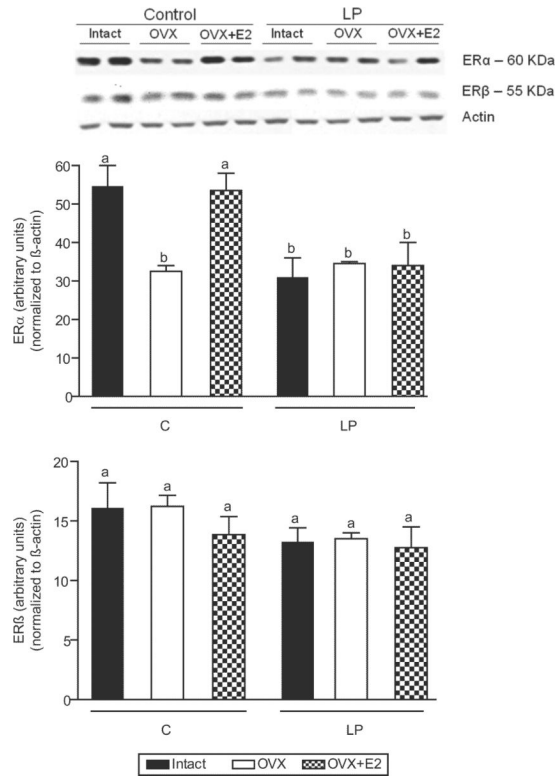 Control LP
Intact OVX OVX+E2 Intact OVX OVX+E2
ERα – 60 KDa
ERβ – 55 KDa
Actin
ERα (arbitrary units)
(normalized to ß-actin)
60
50
40
30
20
10
0
a b a b b b
C LP
ERß (arbitrary units)
(normalized to ß-actin)
20
15
10
5
0
a a a a a a
C LP
Intact OVX OVX+E2